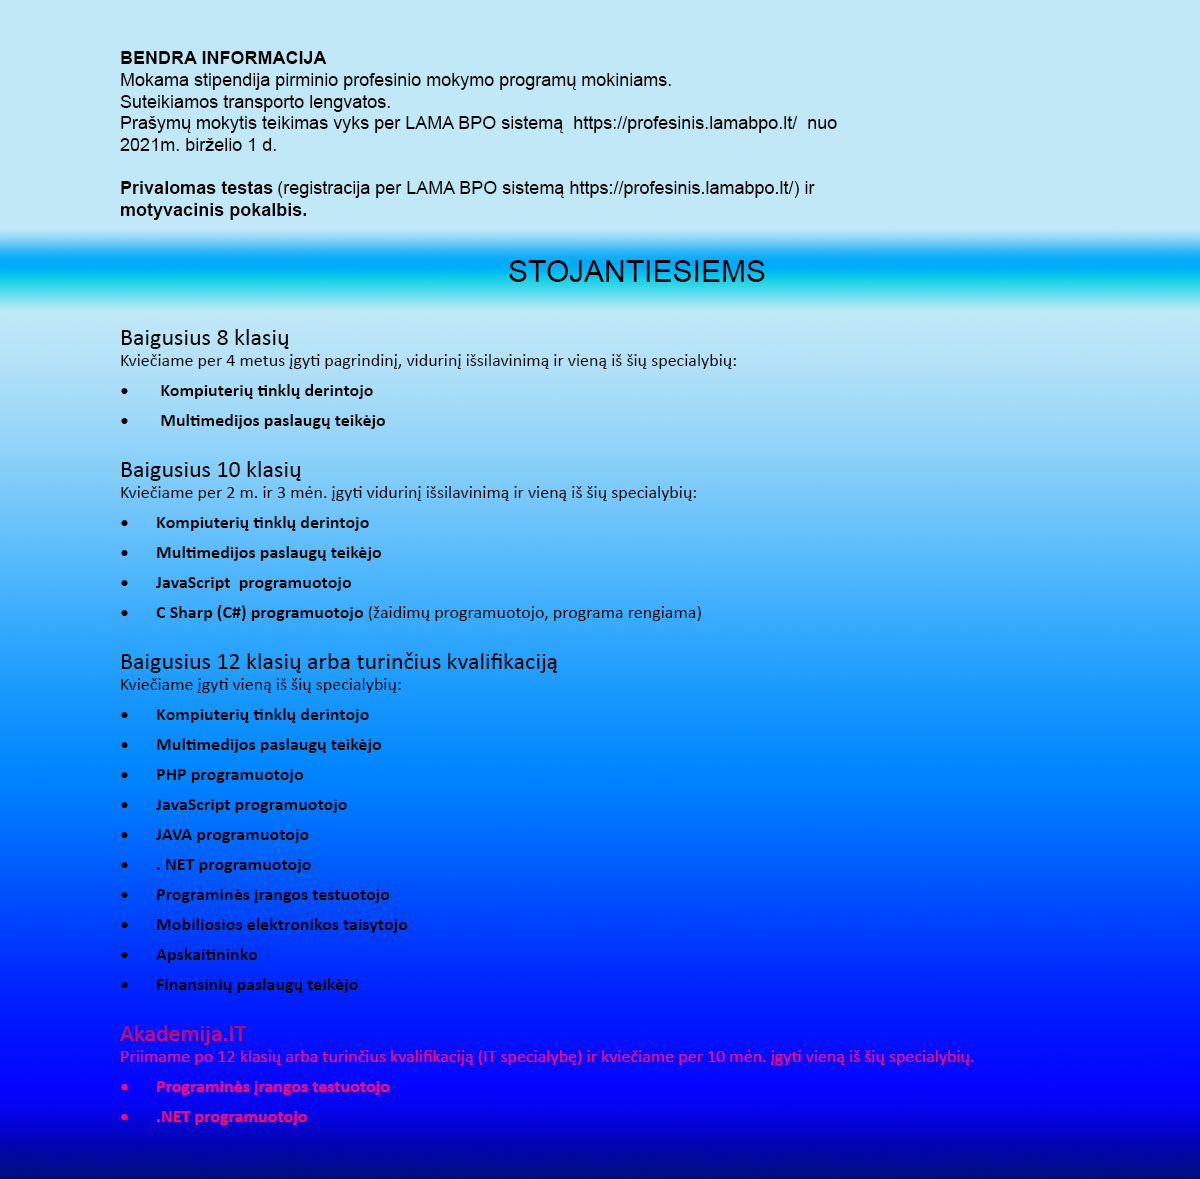 BENDRA INFORMACIJA
Mokama stipendija pirminio profesinio mokymo programų mokiniams.
Suteikiamos transporto lengvatos.
Prašymų mokytis teikimas vyks per LAMA BPO sistemą  https://profesinis.lamabpo.lt/  nuo
2021m. birželio 1 d.
Privalomas testas (registracija per LAMA BPO sistemą https://profesinis.lamabpo.lt/) ir
motyvacinis pokalbis.
STOJANTIESIEMS
Baigusius 8 klasių
Kviečiame per 4 metus įgyti pagrindinį, vidurinį išsilavinimą ir vieną iš šių specialybių:
• Kompiuterių tinklų derintojo
• Multimedijos paslaugų teikėjo
Baigusius 10 klasių
Kviečiame per 2 m. ir 3 mėn. įgyti vidurinį išsilavinimą ir vieną iš šių specialybių:
• Kompiuterių tinklų derintojo
• Multimedijos paslaugų teikėjo
• JavaScript  programuotojo
• C Sharp (C#) programuotojo (žaidimų programuotojo, programa rengiama)
Baigusius 12 klasių arba turinčius kvalifikaciją
Kviečiame įgyti vieną iš šių specialybių:
• Kompiuterių tinklų derintojo
• Multimedijos paslaugų teikėjo
• PHP programuotojo
• JavaScript programuotojo
• JAVA programuotojo
• . NET programuotojo
• Programinės įrangos testuotojo
• Mobiliosios elektronikos taisytojo
• Apskaitininko
• Finansinių paslaugų teikėjo
Akademija.IT
Priimame po 12 klasių arba turinčius kvalifikaciją (IT specialybę) ir kviečiame per 10 mėn. įgyti vieną iš šių specialybių.
• Programinės įrangos testuotojo
• .NET programuotojo